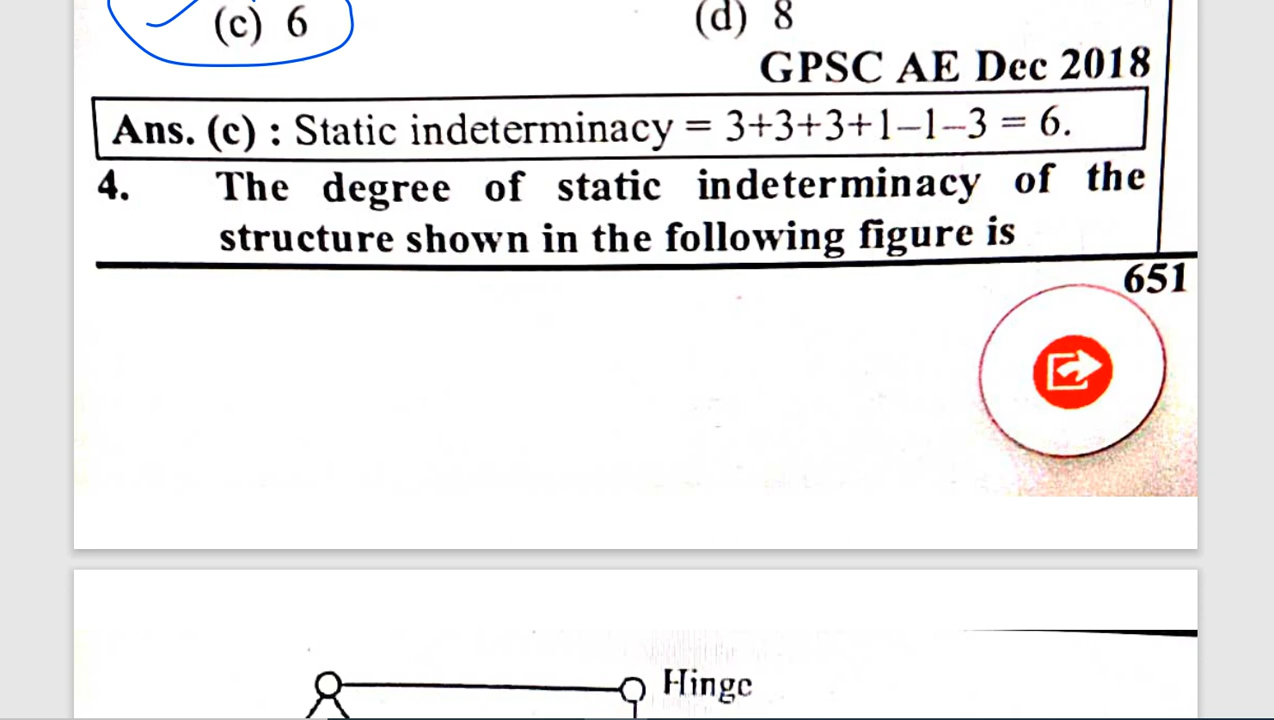 (c) 6 (d) 8
GPSC AE Dec 2018
Ans. (c) : Static indeterminacy = 3+3+3+1–1–3 = 6.
4. The degree of static indeterminacy of the
structure shown in the following figure is
651
Hinge